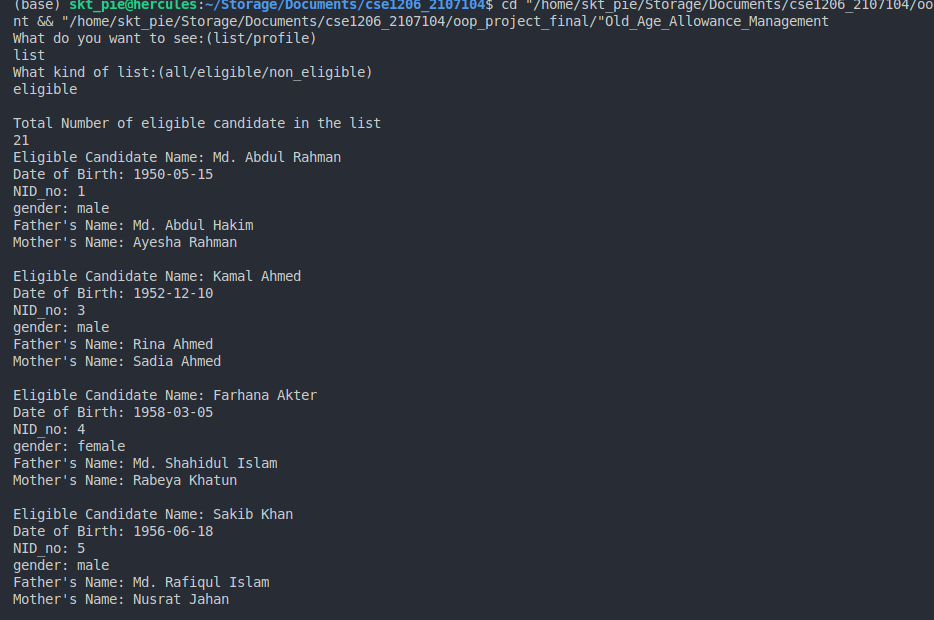 (base) skt_pie@hercules:~/Storage/Documents/cse1206_2107104$ cd "/home/skt_pie/Storage/Documents/cse1206_2107104/oo
nt && "/home/skt_pie/Storage/Documents/cse1206_2107104/oop_project_final/"Old_Age_Allowance_Management
What do you want to see:(list/profile)
list
What kind of list:(all/eligible/non_eligible)
eligible

Total Number of eligible candidate in the list
21
Eligible Candidate Name: Md. Abdul Rahman
Date of Birth: 1950-05-15
NID_no: 1
gender: male
Father's Name: Md. Abdul Hakim
Mother's Name: Ayesha Rahman

Eligible Candidate Name: Kamal Ahmed
Date of Birth: 1952-12-10
NID_no: 3
gender: male
Father's Name: Rina Ahmed
Mother's Name: Sadia Ahmed

Eligible Candidate Name: Farhana Akter
Date of Birth: 1958-03-05
NID_no: 4
gender: female
Father's Name: Md. Shahidul Islam
Mother's Name: Rabeya Khatun

Eligible Candidate Name: Sakib Khan
Date of Birth: 1956-06-18
NID_no: 5
gender: male
Father's Name: Md. Rafiqul Islam
Mother's Name: Nusrat Jahan